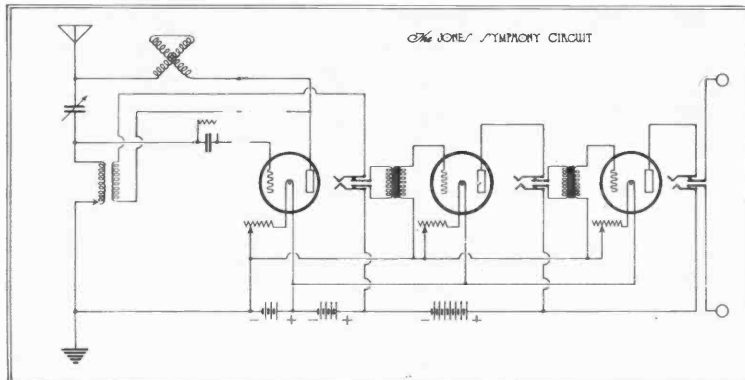 The JONES SYMPHONY CIRCUIT
- + - + - +